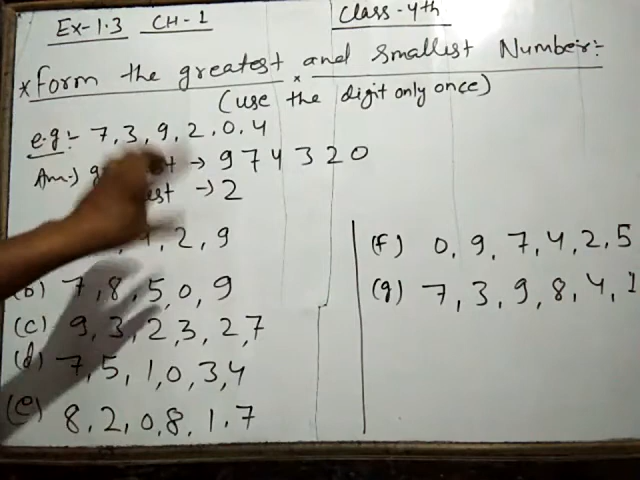 Ex-1.3 CH-1 Class-4th
* Form the greatest and smallest Number:-
(use the digit only once)
e.g:- 7,3,9,2,0,4
Ans-) → 974320
→ 2
2,9
(b) 7,8,5,0,9
(c) 9,3,2,3,2,7
(d) 7,5,1,0,3,4
(e) 8,2,0,8,1,7
(f) 0,9,7,4,2,5
(g) 7,3,9,8,4,1